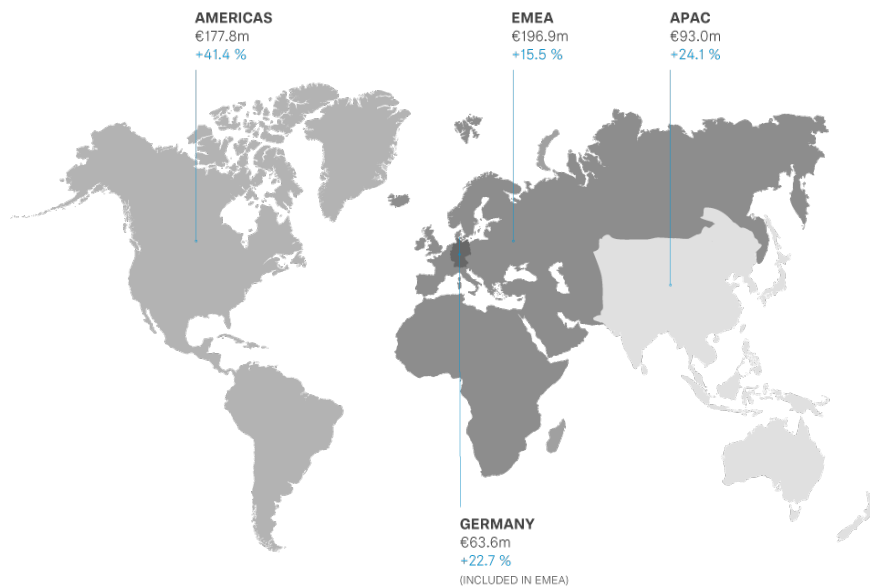 AMERICAS
€177.8m
+41.4 %
EMEA
€196.9m
+15.5 %
APAC
€93.0m
+24.1 %
GERMANY
€63.6m
+22.7 %
(INCLUDED IN EMEA)